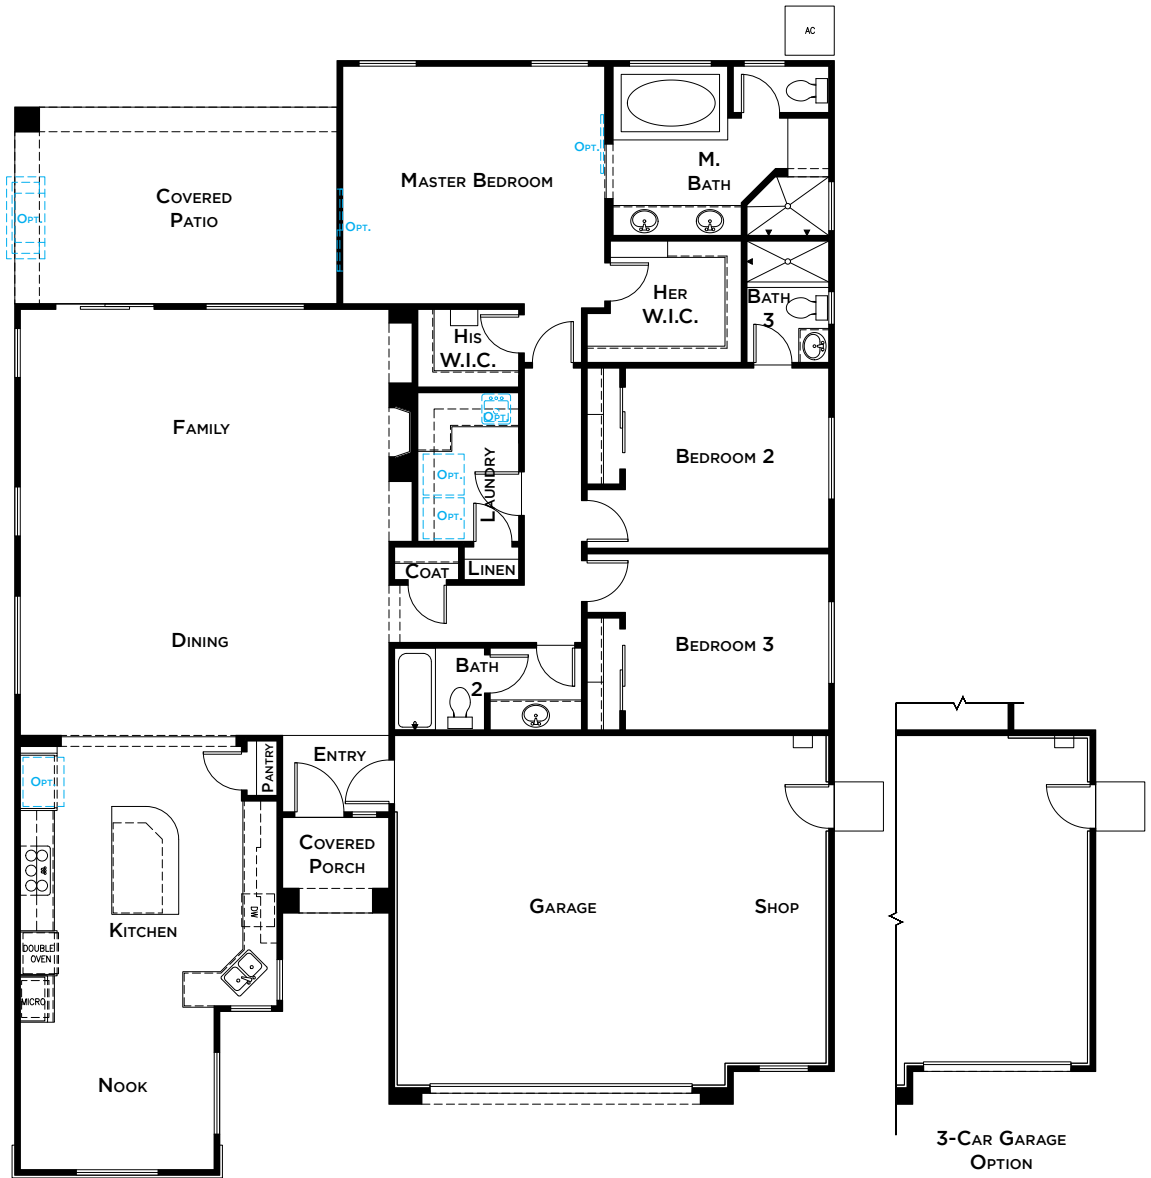 AC
Opt.
Master Bedroom
M.
Bath
Covered
Patio
Opt.
Opt.
Her
W.I.C.
Bath
3
His
W.I.C.
Opt.
Family
Bedroom 2
Laundry
Opt.
Opt.
Coat
Linen
Dining
Bedroom 3
Bath
2
Entry
Pantry
Opt.
Covered
Porch
Garage
Shop
DW
Kitchen
DOUBLE
OVEN
MICRO
Nook
3-Car Garage
Option